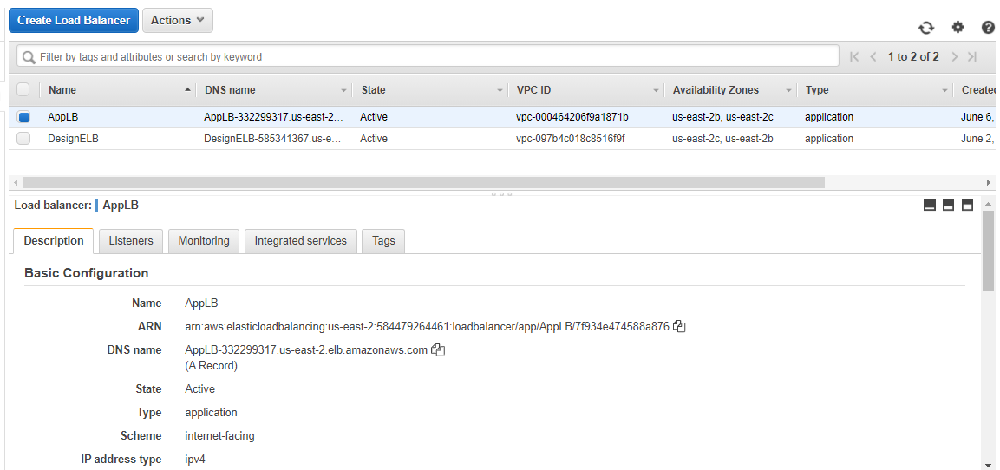 Create Load Balancer Actions
Filter by tags and attributes or search by keyword 1 to 2 of 2
Name DNS name State VPC ID Availability Zones Type Created
AppLB AppLB-332299317.us-east-2... Active vpc-000464206f9a1871b us-east-2b, us-east-2c application June 6,
DesignELB DesignELB-585341367.us-e... Active vpc-097b4c018c8516f9f us-east-2c, us-east-2b application June 2,
Load balancer: AppLB
Description Listeners Monitoring Integrated services Tags
Basic Configuration
Name AppLB
ARN arn:aws:elasticloadbalancing:us-east-2:584479264461:loadbalancer/app/AppLB/7f934e474588a876
DNS name AppLB-332299317.us-east-2.elb.amazonaws.com
(A Record)
State Active
Type application
Scheme internet-facing
IP address type ipv4